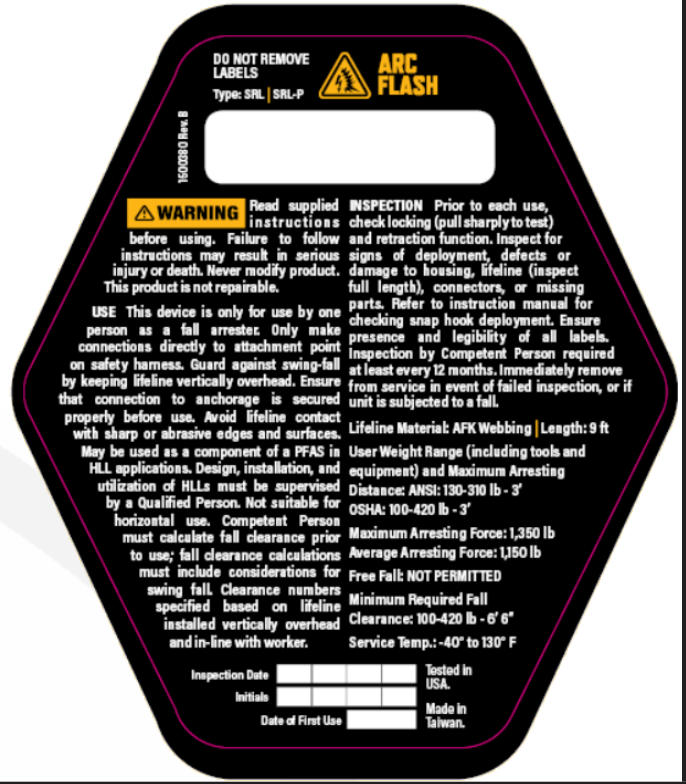 DO NOT REMOVE
LABELS
Type: SRL | SRL-P
ARC
FLASH
1500380 Rev. B
WARNING Read supplied
instructions
before using. Failure to follow
instructions may result in serious
injury or death. Never modify product.
This product is not repairable.
USE This device is only for use by one
person as a fall arrester. Only make
connections directly to attachment point
on safety harness. Guard against swing-fall
by keeping lifeline vertically overhead. Ensure
that connection to anchorage is secured
properly before use. Avoid lifeline contact
with sharp or abrasive edges and surfaces.
May be used as a component of a PFAS in
HLL applications. Design, installation, and
utilization of HLLs must be supervised
by a Qualified Person. Not suitable for
horizontal use. Competent Person
must calculate fall clearance prior
to use; fall clearance calculations
must include considerations for
swing fall. Clearance numbers
specified based on lifeline
installed vertically overhead
and in-line with worker.
INSPECTION Prior to each use,
check locking (pull sharply to test)
and retraction function. Inspect for
signs of deployment, defects or
damage to housing, lifeline (inspect
full length), connectors, or missing
parts. Refer to instruction manual for
checking snap hook deployment. Ensure
presence and legibility of all labels.
Inspection by Competent Person required
at least every 12 months. Immediately remove
from service in event of failed inspection, or if
unit is subjected to a fall.
Lifeline Material: AFK Webbing | Length: 9 ft
User Weight Range (including tools and
equipment) and Maximum Arresting
Distance: ANSI: 130-310 lb - 3'
OSHA: 100-420 lb - 3'
Maximum Arresting Force: 1,350 lb
Average Arresting Force: 1,150 lb
Free Fall: NOT PERMITTED
Minimum Required Fall
Clearance: 100-420 lb - 6' 6"
Service Temp.: -40° to 130° F
Inspection Date
Initials
Date of First Use
Tested in
USA.
Made in
Taiwan.